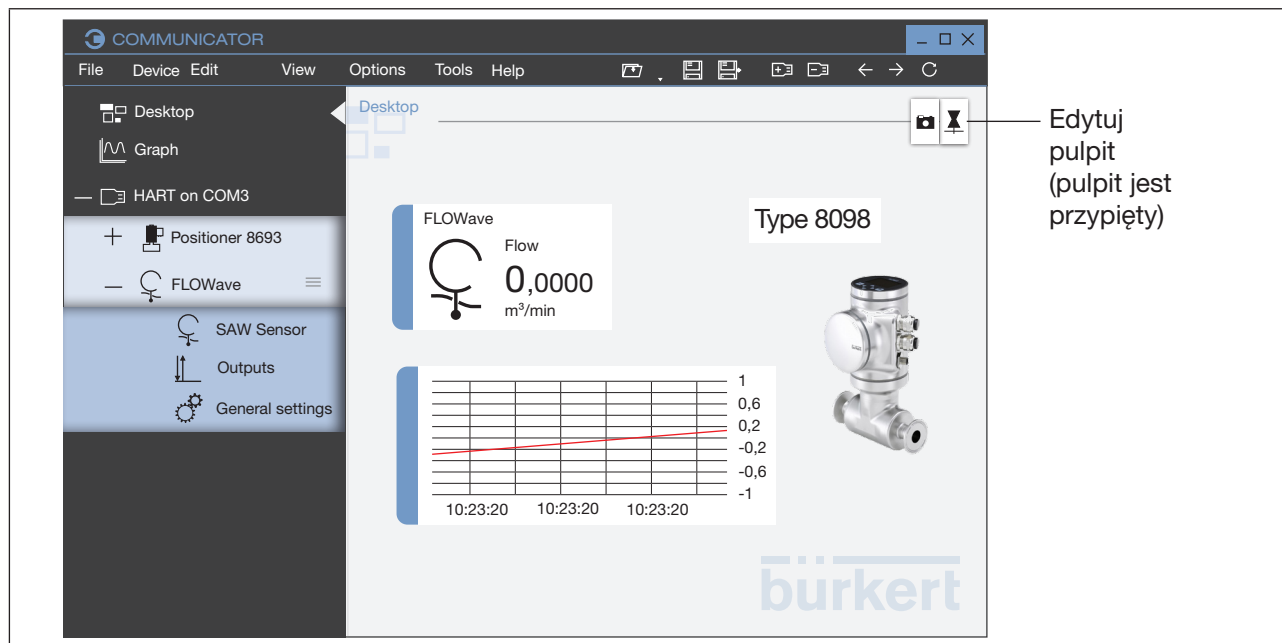 COMMUNICATOR
File Device Edit View Options Tools Help
Desktop
Graph
HART on COM3
Positioner 8693
FLOWave
SAW Sensor
Outputs
General settings
Desktop
FLOWave
Flow
0,0000
m³/min
Type 8098
1
0,6
0,2
-0,2
-0,6
-1
10:23:20 10:23:20 10:23:20
burkert
Edytuj
pulpit
(pulpit jest
przypięty)